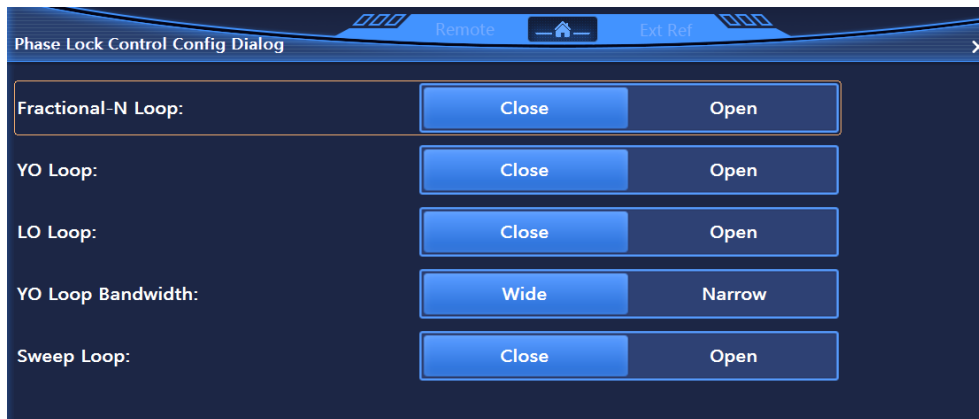 Remote Ext Ref
Phase Lock Control Config Dialog
Fractional-N Loop: Close Open
YO Loop: Close Open
LO Loop: Close Open
YO Loop Bandwidth: Wide Narrow
Sweep Loop: Close Open